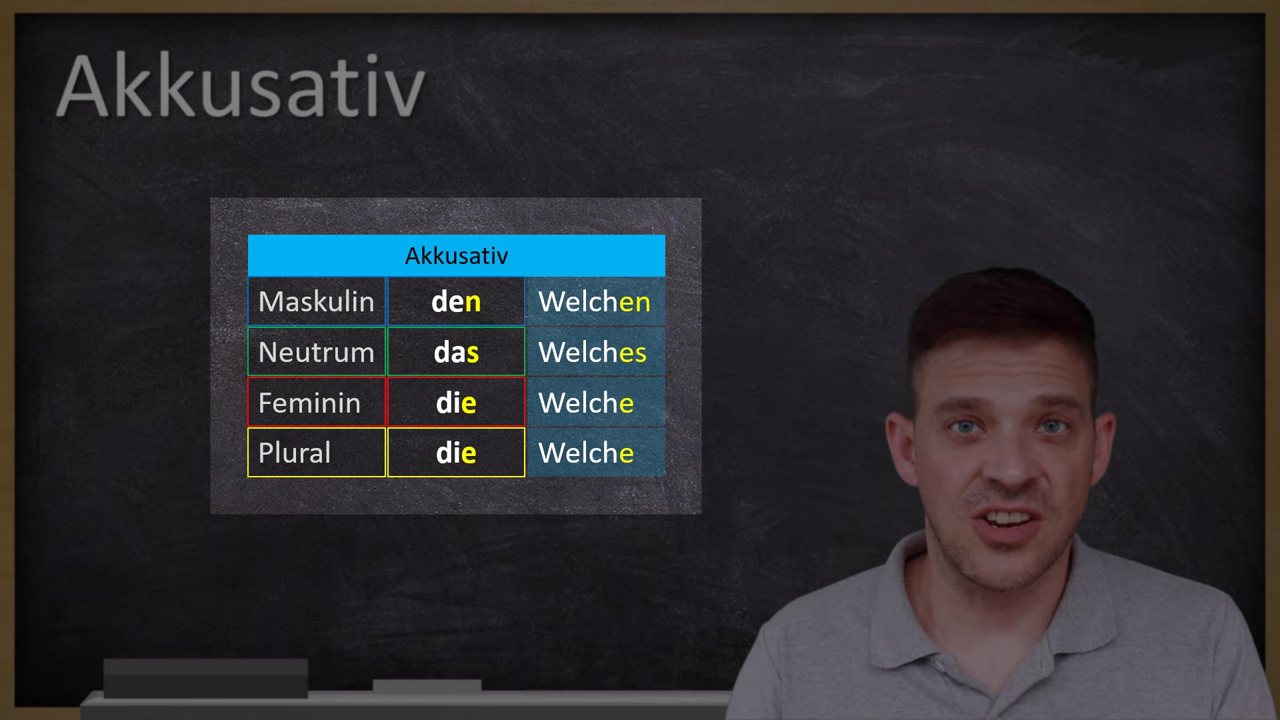 Akkusativ
Akkusativ
Maskulin den Welchen
Neutrum das Welches
Feminin die Welche
Plural die Welche